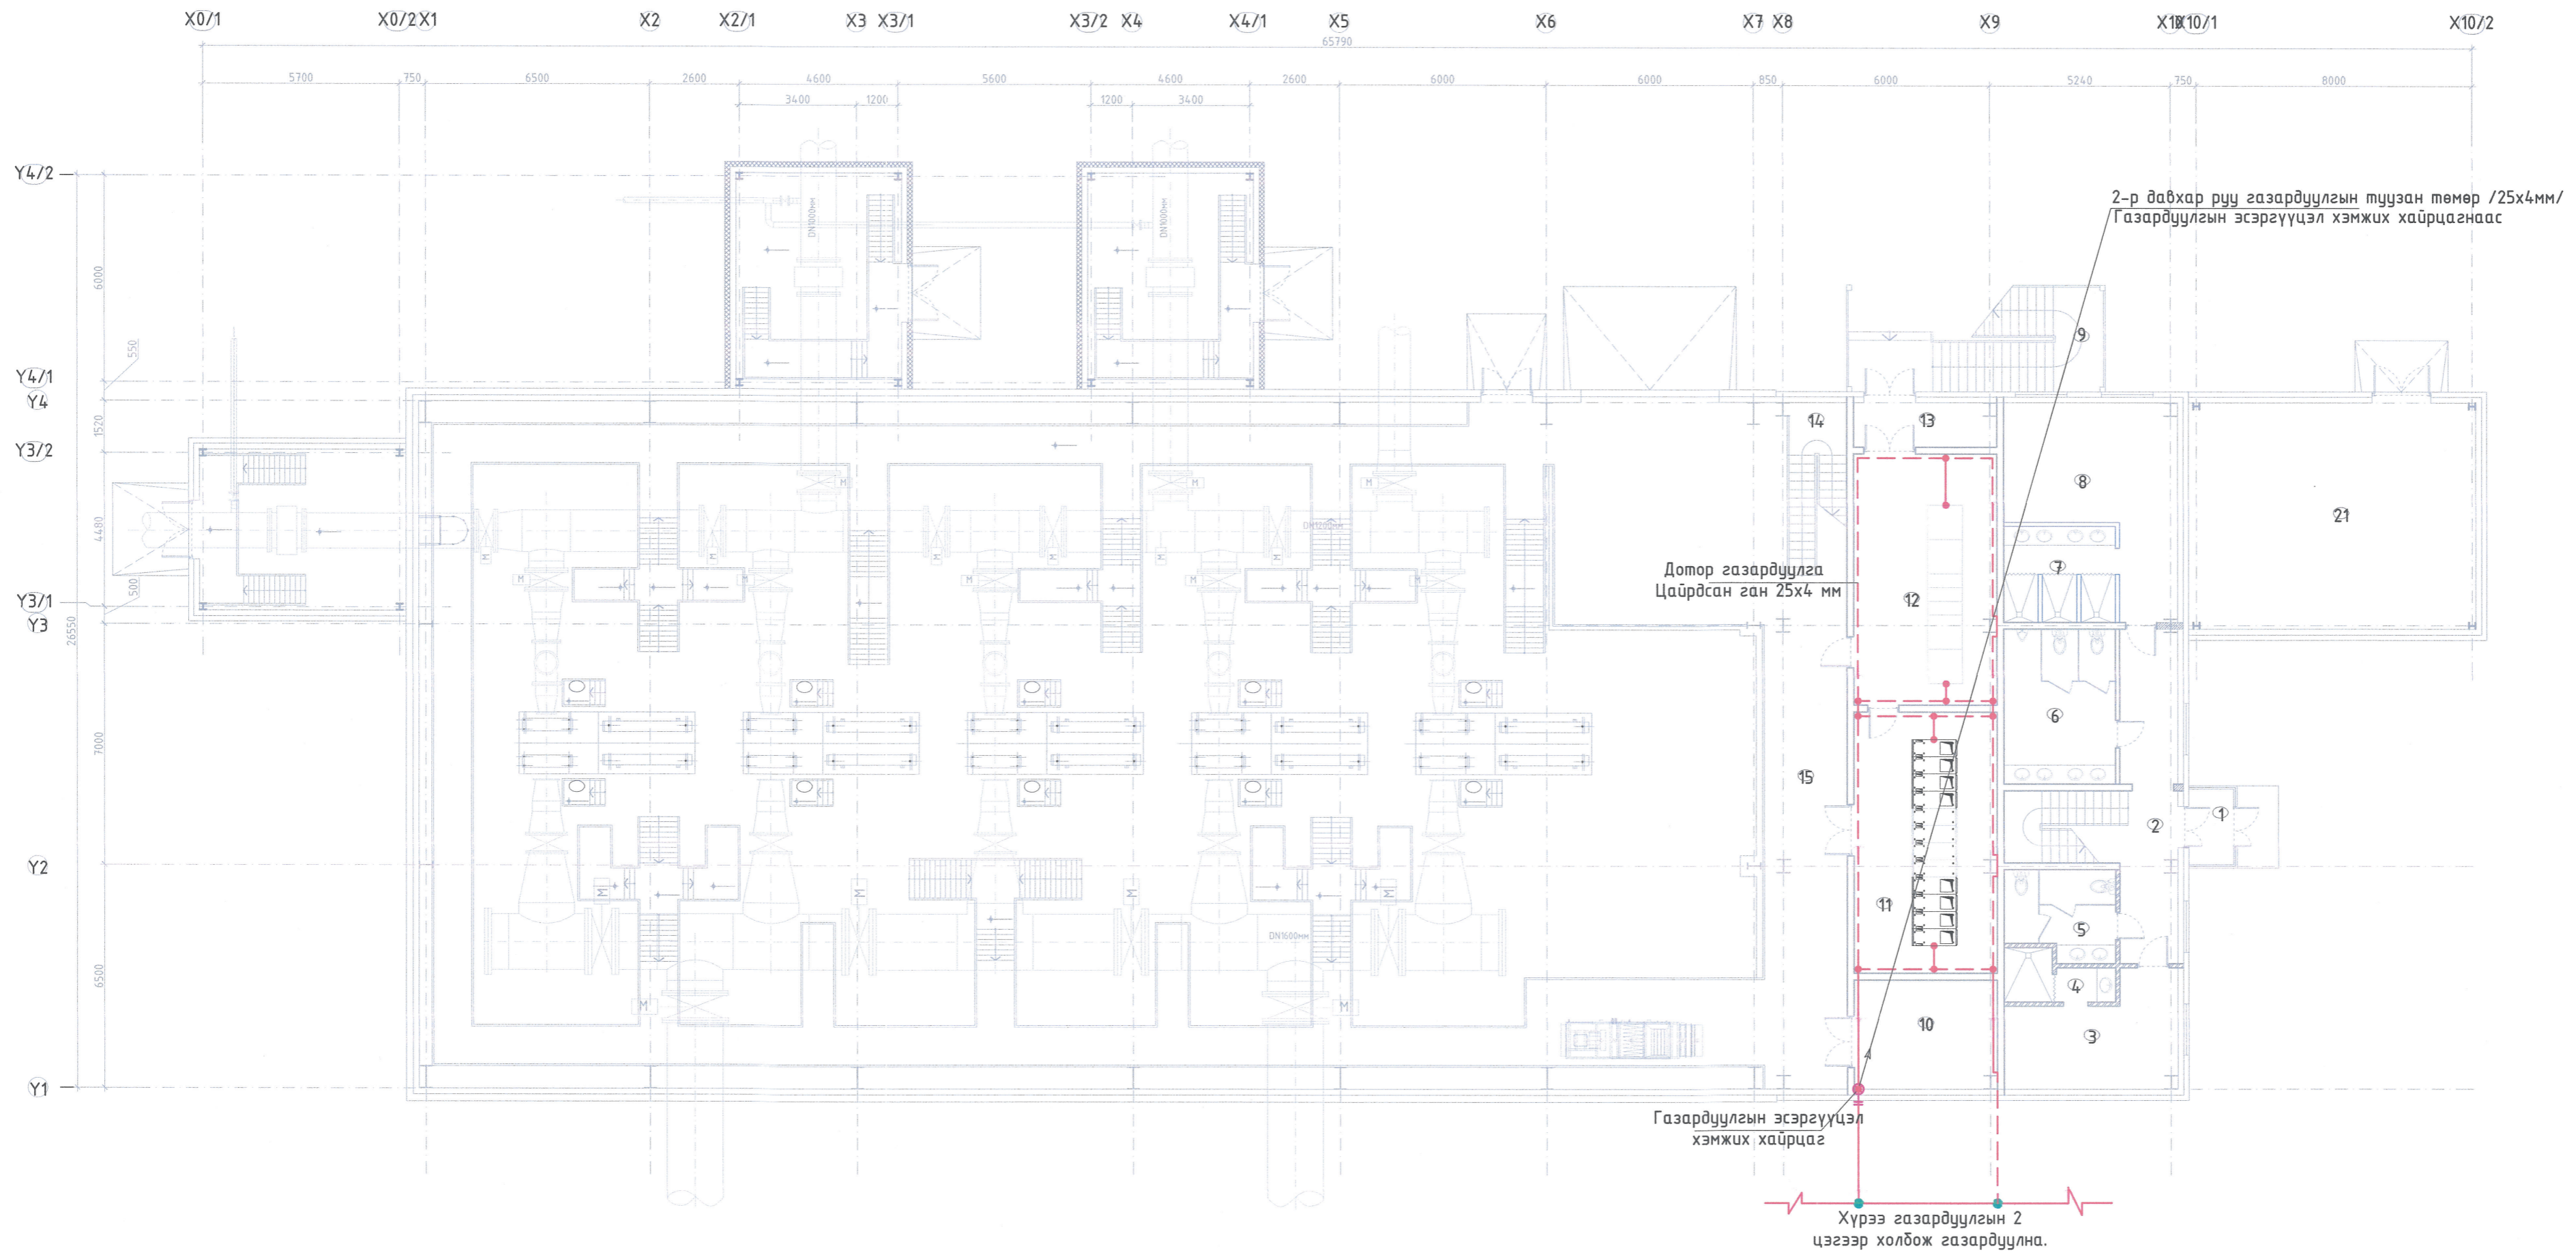 X0/1 X0/2 X1 X2 X2/1 X3 X3/1 X3/2 X4 X4/1 X5 X6 X7 X8 X9 X10 X10/1 X10/2
65790
5700 750 6500 2600 4600 5600 4600 2600 6000 6000 850 6000 5240 750 8000
3400 1200 1200 3400
Y4/2
2-р давхар руу газардуулгын туузан төмөр /25x4мм/
Газардуулгын эсэргүүцэл хэмжих хайрцагнаас
DN1000мм DN1000мм
6000
550
9
Y4/1
Y4
14 13
1520
Y3/2
M M M M
8
21
4480
DN1200мм
M M M M M M
7
500
M M M M M
Дотор газардуулга
Цайрдсан ган 25x4 мм
12
Y3/1
Y3
26550
6
7000
15
1
2
Y2
M M M M
11
5
DN1600мм
6500
4
M M
10
3
Y1
Газардуулгын эсэргүүцэл
хэмжих хайрцаг
Хүрээ газардуулгын 2
цэгээр холбож газардуулна.